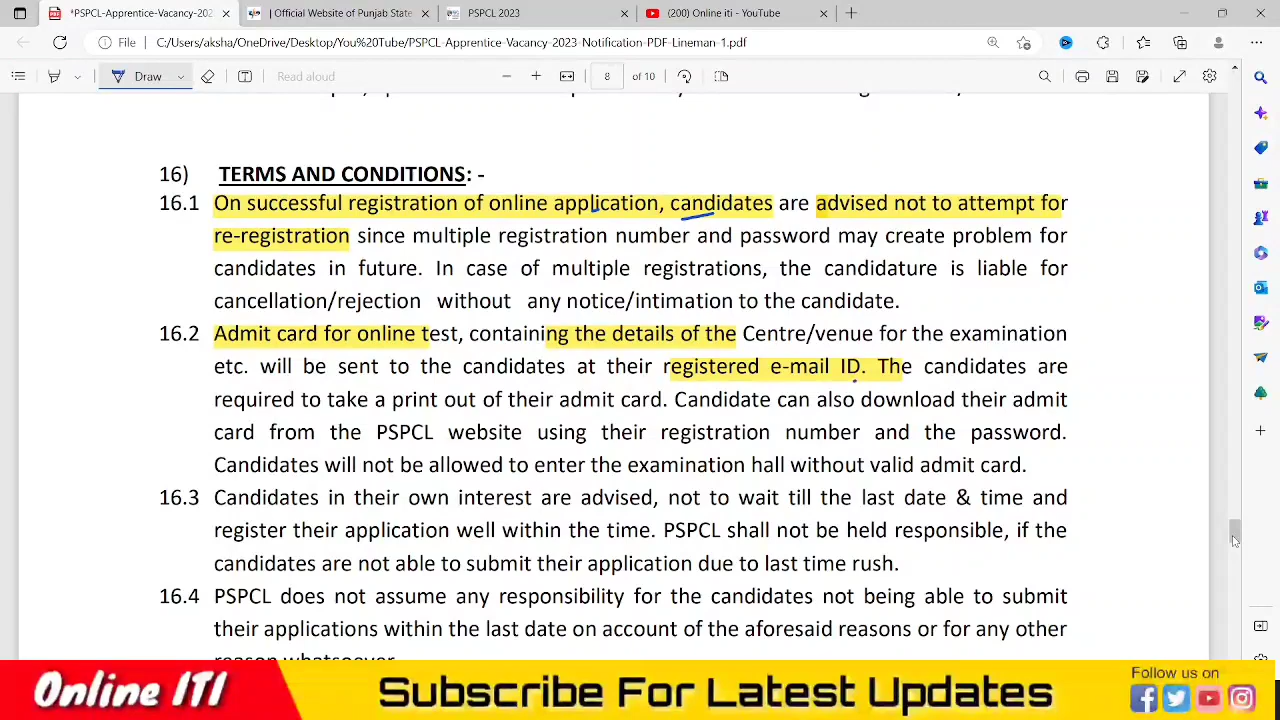 *PSPCL-Apprentice-Vacancy-202
| Official Website of Punjab State
PSPCL 2023
(200) Online iti - YouTube
File
C:/Users/aksha/OneDrive/Desktop/You%20Tube/PSPCL-Apprentice-Vacancy-2023-Notification-PDF-Lineman-1.pdf
Draw
Read aloud
8
of 10
16) TERMS AND CONDITIONS: -
16.1 On successful registration of online application, candidates are advised not to attempt for
re-registration since multiple registration number and password may create problem for
candidates in future. In case of multiple registrations, the candidature is liable for
cancellation/rejection without any notice/intimation to the candidate.
16.2 Admit card for online test, containing the details of the Centre/venue for the examination
etc. will be sent to the candidates at their registered e-mail ID. The candidates are
required to take a print out of their admit card. Candidate can also download their admit
card from the PSPCL website using their registration number and the password.
Candidates will not be allowed to enter the examination hall without valid admit card.
16.3 Candidates in their own interest are advised, not to wait till the last date & time and
register their application well within the time. PSPCL shall not be held responsible, if the
candidates are not able to submit their application due to last time rush.
16.4 PSPCL does not assume any responsibility for the candidates not being able to submit
their applications within the last date on account of the aforesaid reasons or for any other
reason whatsoever
Online ITI
Subscribe For Latest Updates
Follow us on